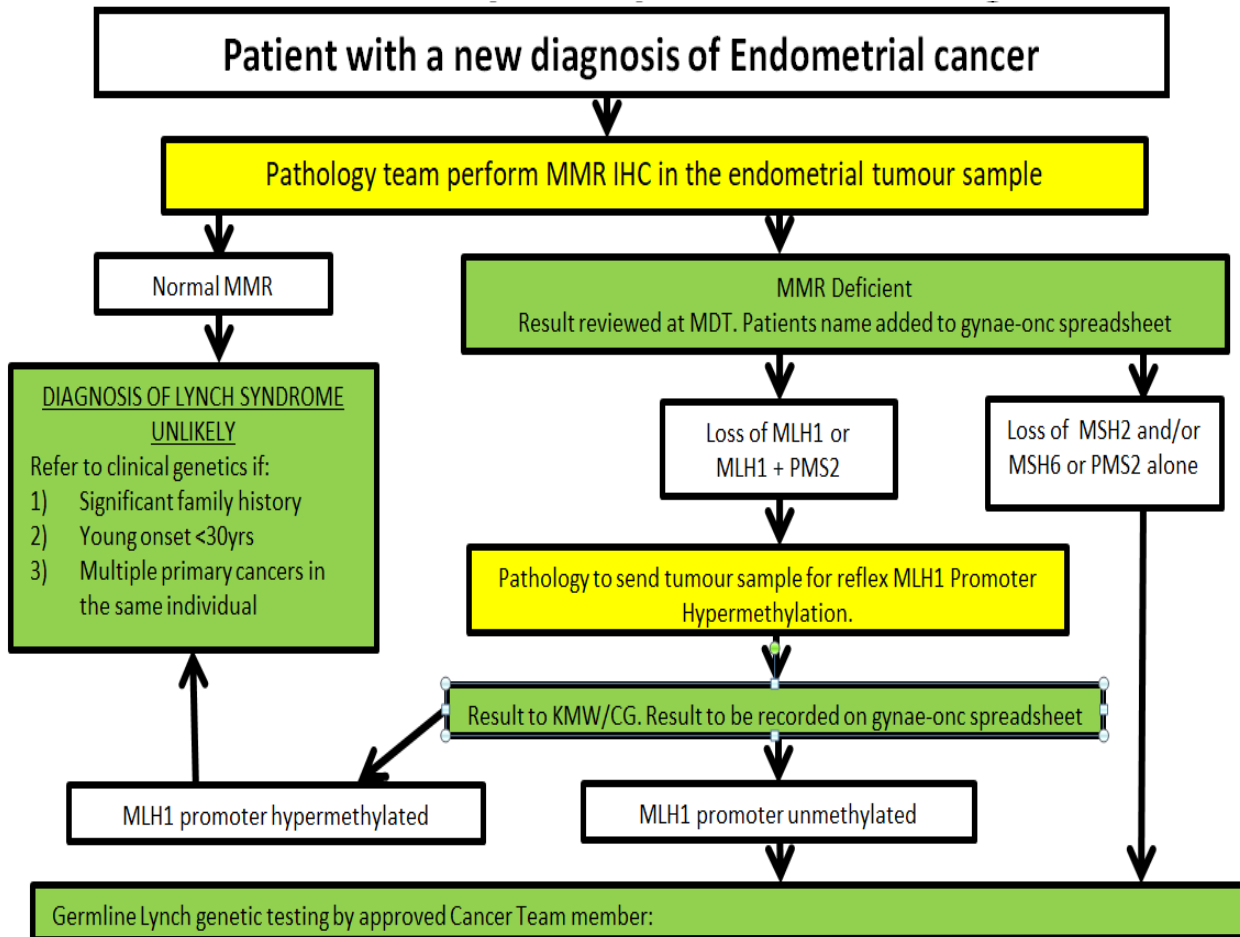 Patient with a new diagnosis of Endometrial cancer
Pathology team perform MMR IHC in the endometrial tumour sample
Normal MMR
MMR Deficient
Result reviewed at MDT. Patients name added to gynae-onc spreadsheet
DIAGNOSIS OF LYNCH SYNDROME
UNLIKELY
Refer to clinical genetics if:
1) Significant family history
2) Young onset <30yrs
3) Multiple primary cancers in
the same individual
Loss of MLH1 or
MLH1 + PMS2
Loss of MSH2 and/or
MSH6 or PMS2 alone
Pathology to send tumour sample for reflex MLH1 Promoter
Hypermethylation.
Result to KMW/CG. Result to be recorded on gynae-onc spreadsheet
MLH1 promoter hypermethylated
MLH1 promoter unmethylated
Germline Lynch genetic testing by approved Cancer Team member: